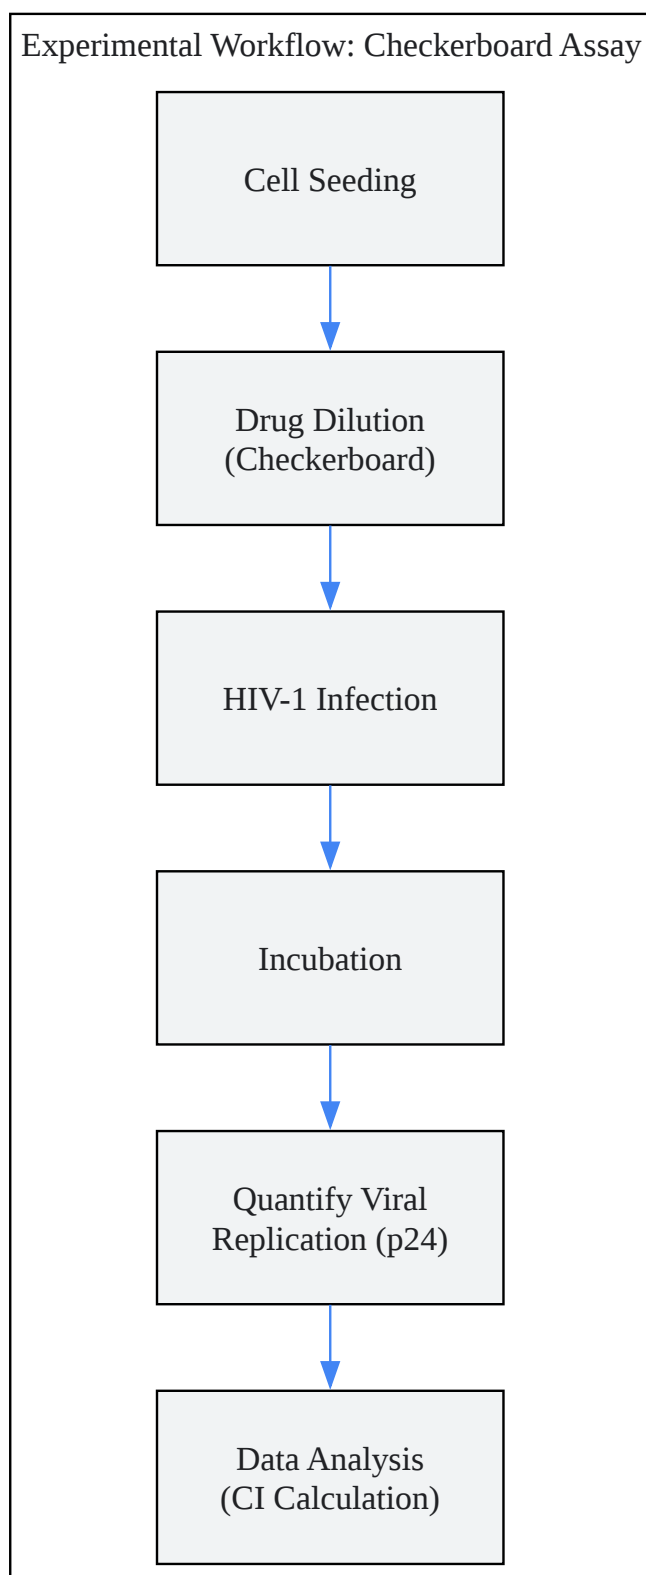 Experimental Workflow: Checkerboard Assay
Cell Seeding
Drug Dilution
(Checkerboard)
HIV-1 Infection
Incubation
Quantify Viral
Replication (p24)
Data Analysis
(CI Calculation)